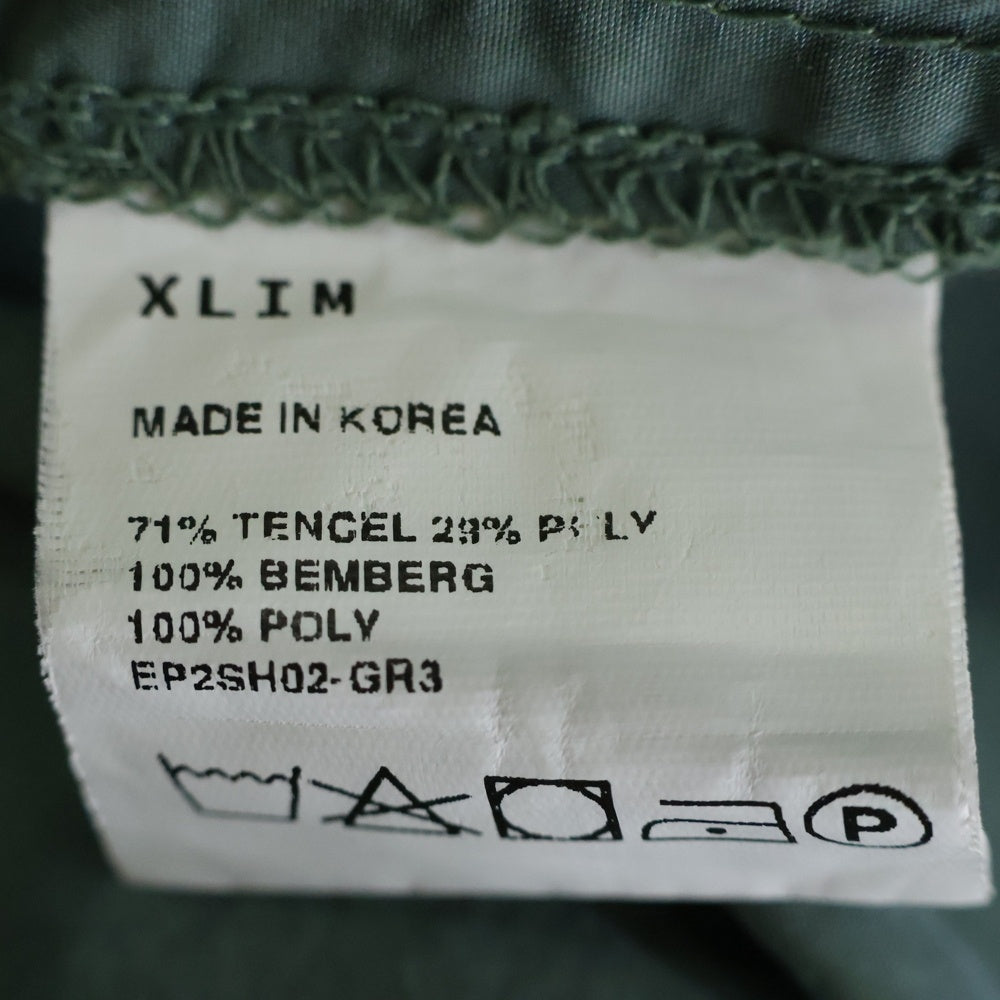 XLIM
MADE IN KOREA
71% TENCEL 29% POLY
100% BEMBERG
100% POLY
EP2SH02-GR3
P